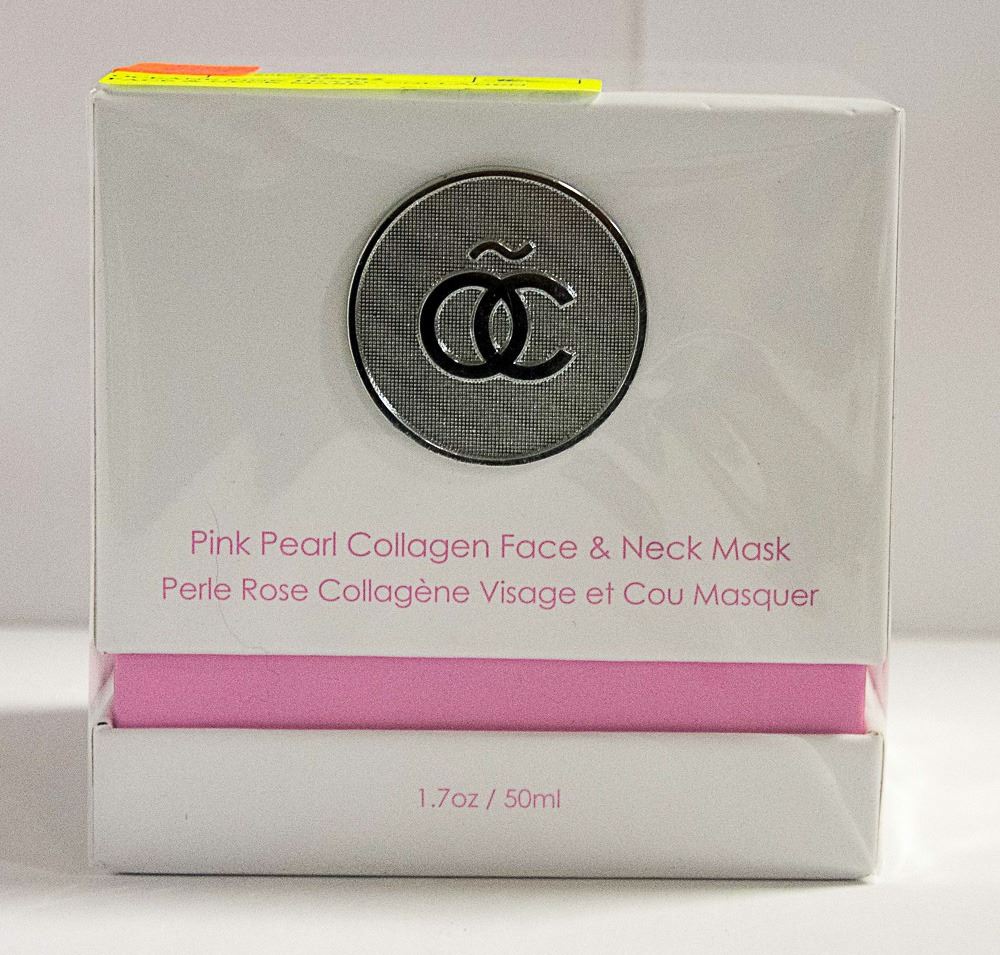 ÕC
Pink Pearl Collagen Face & Neck Mask
Perle Rose Collagène Visage et Cou Masquer
1.7oz / 50ml